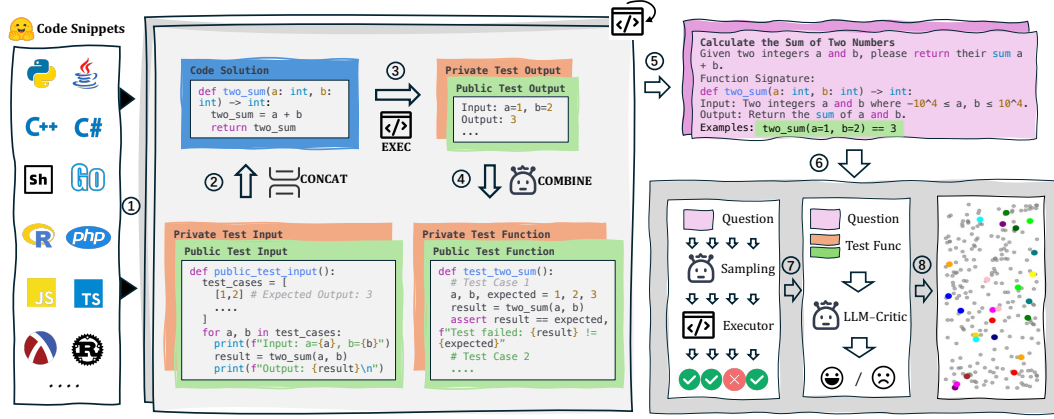 Code Snippets
C++
C#
Sh
GO
R
php
JS
TS
R
....
①
Code Solution
def two_sum(a: int, b:
int) -> int:
two_sum = a + b
return two_sum
③
EXEC
Private Test Output
Public Test Output
Input: a=1, b=2
Output: 3
...
②
CONCAT
④
COMBINE
Private Test Input
Public Test Input
def public_test_input():
test_cases = [
[1,2] # Expected Output: 3
....
]
for a, b in test_cases:
print(f"Input: a={a}, b={b}")
result = two_sum(a, b)
print(f"Output: {result}\n")
Private Test Function
Public Test Function
def test_two_sum():
# Test Case 1
a, b, expected = 1, 2, 3
result = two_sum(a, b)
assert result == expected,
f"Test failed: {result} !=
{expected}"
# Test Case 2
....
⑤
Calculate the Sum of Two Numbers
Given two integers a and b, please return their sum a
+ b.
Function Signature:
def two_sum(a: int, b: int) -> int:
Input: Two integers a and b where -10^4 ≤ a, b ≤ 10^4.
Output: Return the sum of a and b.
Examples: two_sum(a=1, b=2) == 3
⑥
Question
Sampling
Executor
⑦
Question
Test Func
LLM-Critic
/
⑧